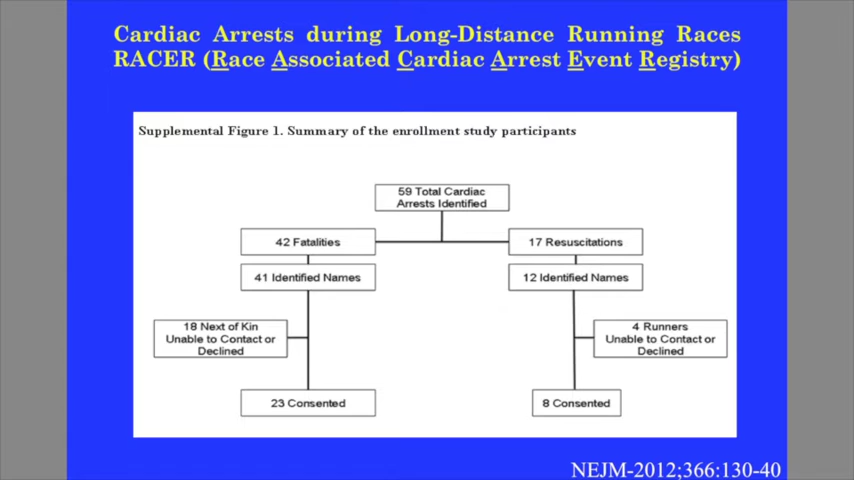 Cardiac Arrests during Long-Distance Running Races
RACER (Race Associated Cardiac Arrest Event Registry)
Supplemental Figure 1. Summary of the enrollment study participants
59 Total Cardiac
Arrests Identified
42 Fatalities
17 Resuscitations
41 Identified Names
12 Identified Names
18 Next of Kin
Unable to Contact or
Declined
4 Runners
Unable to Contact or
Declined
23 Consented
8 Consented
NEJM-2012;366:130-40